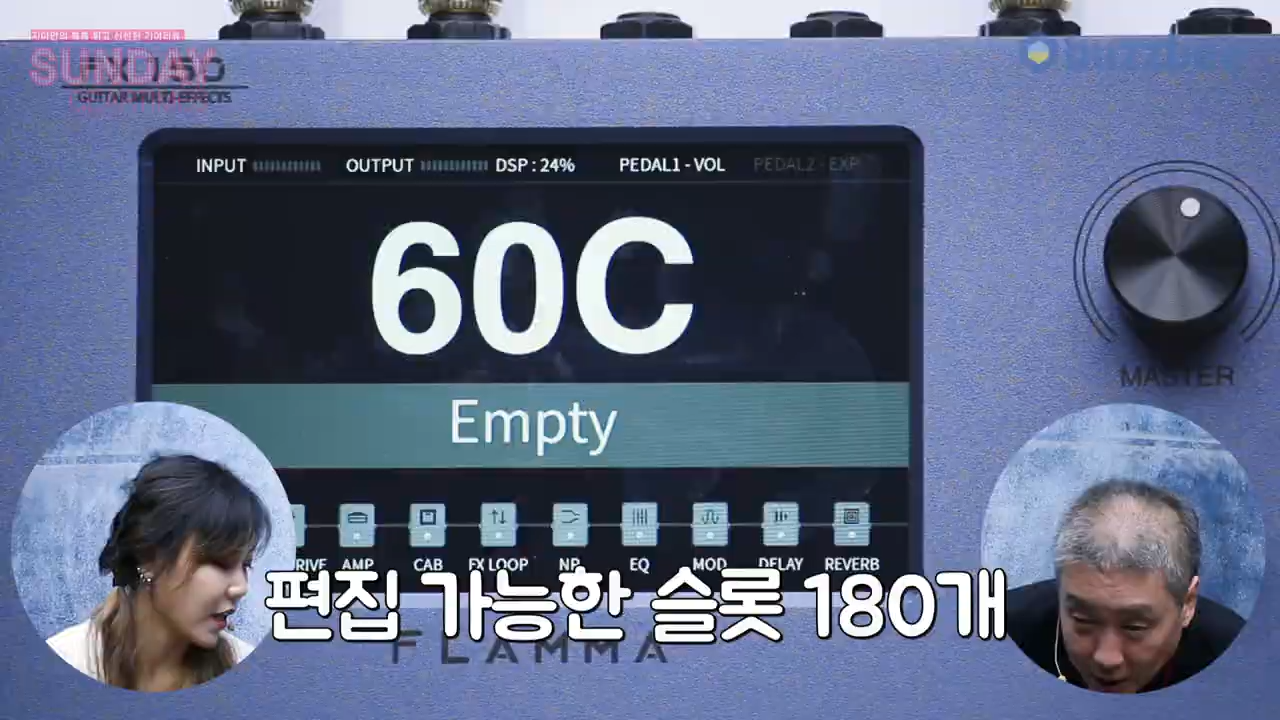 SUNDAY
FX150
GUITAR MULTI-EFFECTS
INPUT OUTPUT DSP : 24% PEDAL1 - VOL PEDAL2 - EXP
60C
Empty
MASTER
AMP CAB FX LOOP NR EQ MOD DELAY REVERB
편집 가능한 슬롯 180개
FLAMMA